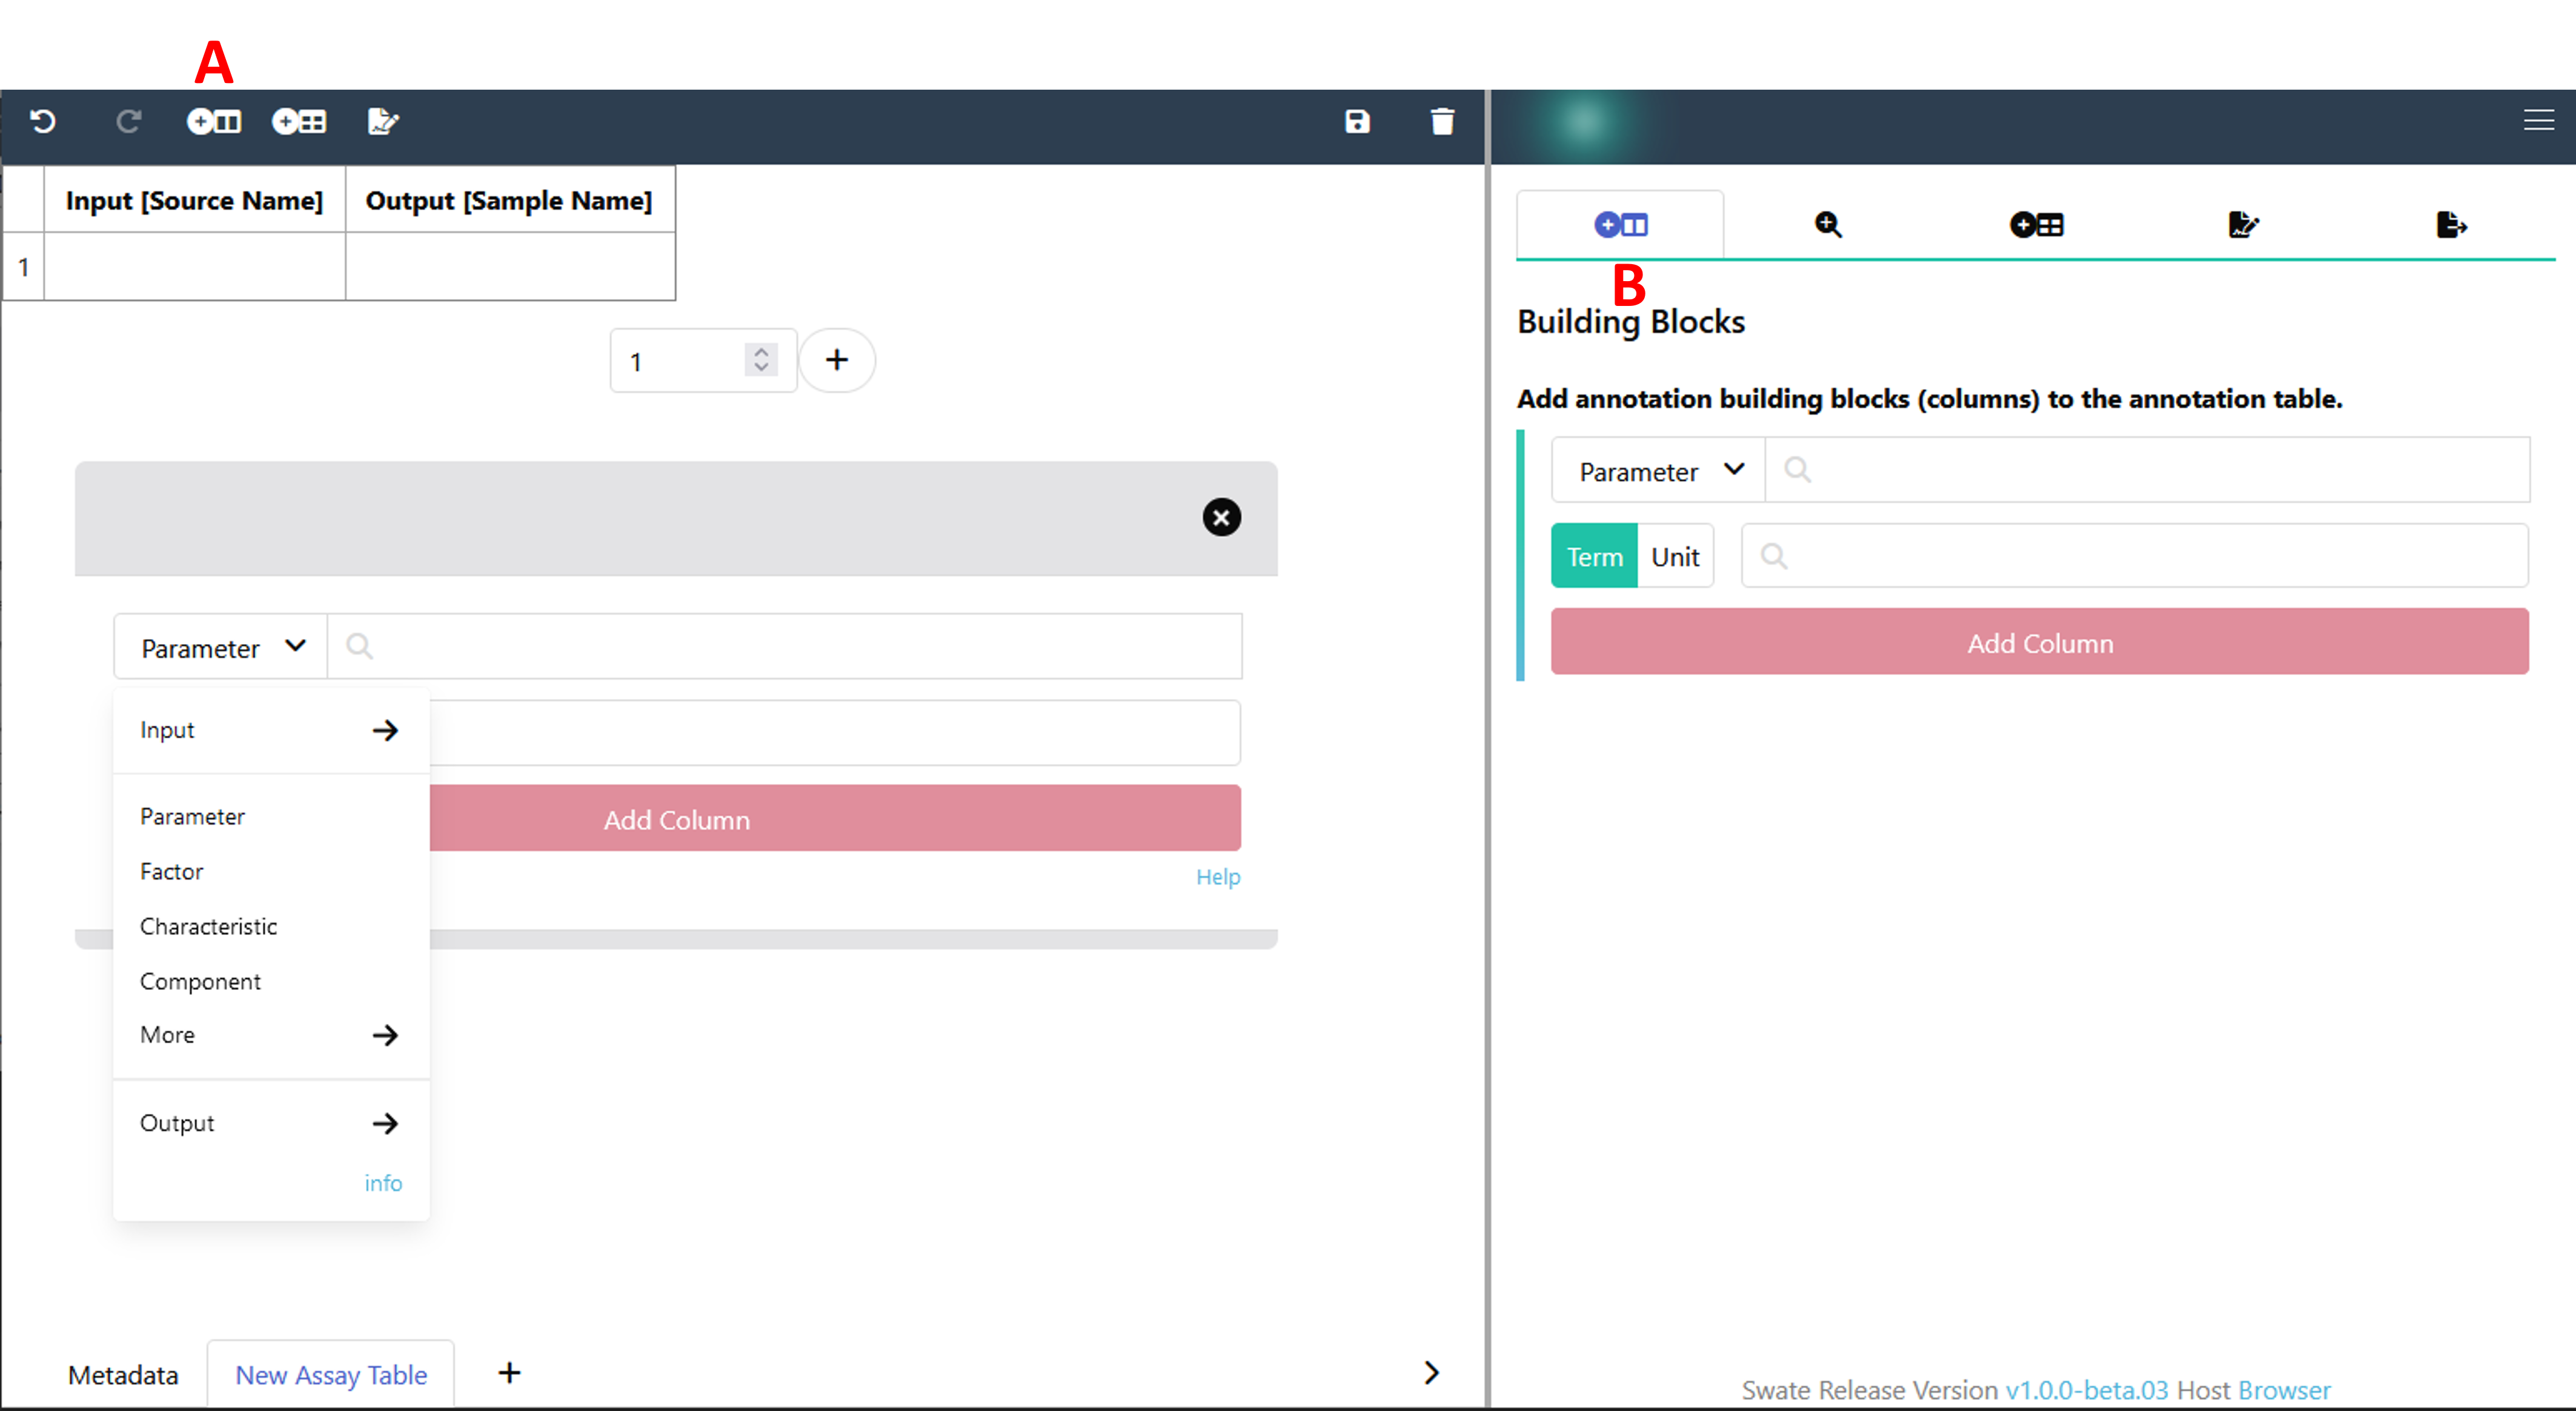 A
Input [Source Name] Output [Sample Name]
1
1
Parameter
Input
Parameter
Factor
Characteristic
Component
More
Output
info
Add Column
Help
Metadata New Assay Table
B
Building Blocks
Add annotation building blocks (columns) to the annotation table.
Parameter
Term Unit
Add Column
Swate Release Version v1.0.0-beta.03 Host Browser